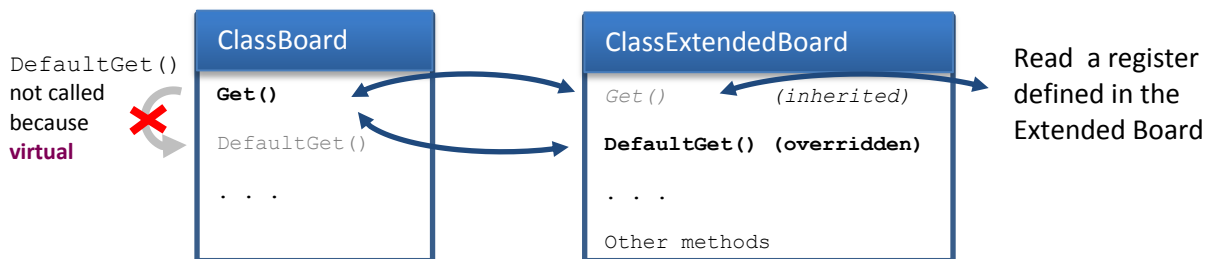 DefaultGet()
not called
because
virtual
ClassBoard
Get()
DefaultGet()
. . .
ClassExtendedBoard
Get() (inherited)
DefaultGet() (overridden)
. . .
Other methods
Read a register
defined in the
Extended Board